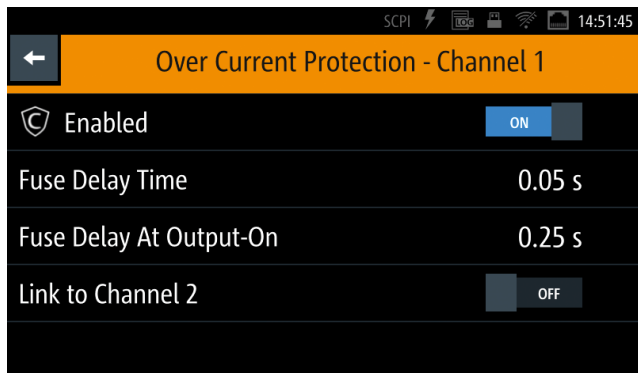 SCPI LOG 14:51:45
Over Current Protection - Channel 1
C Enabled ON
Fuse Delay Time 0.05 s
Fuse Delay At Output-On 0.25 s
Link to Channel 2 OFF